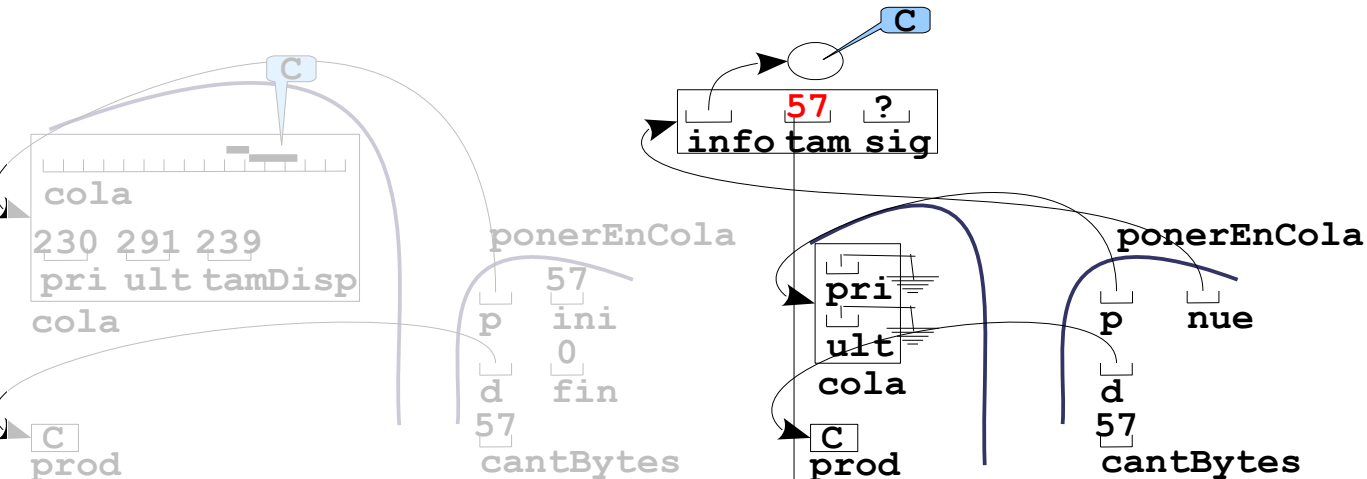 C
cola
230 291 239
pri ult tamDisp
cola
ponerEnCola
57
p ini
0
d fin
57
cantBytes
C
prod
C
57 ?
info tam sig
ponerEnCola
pri
ult
cola
p nue
d
57
cantBytes
C
prod